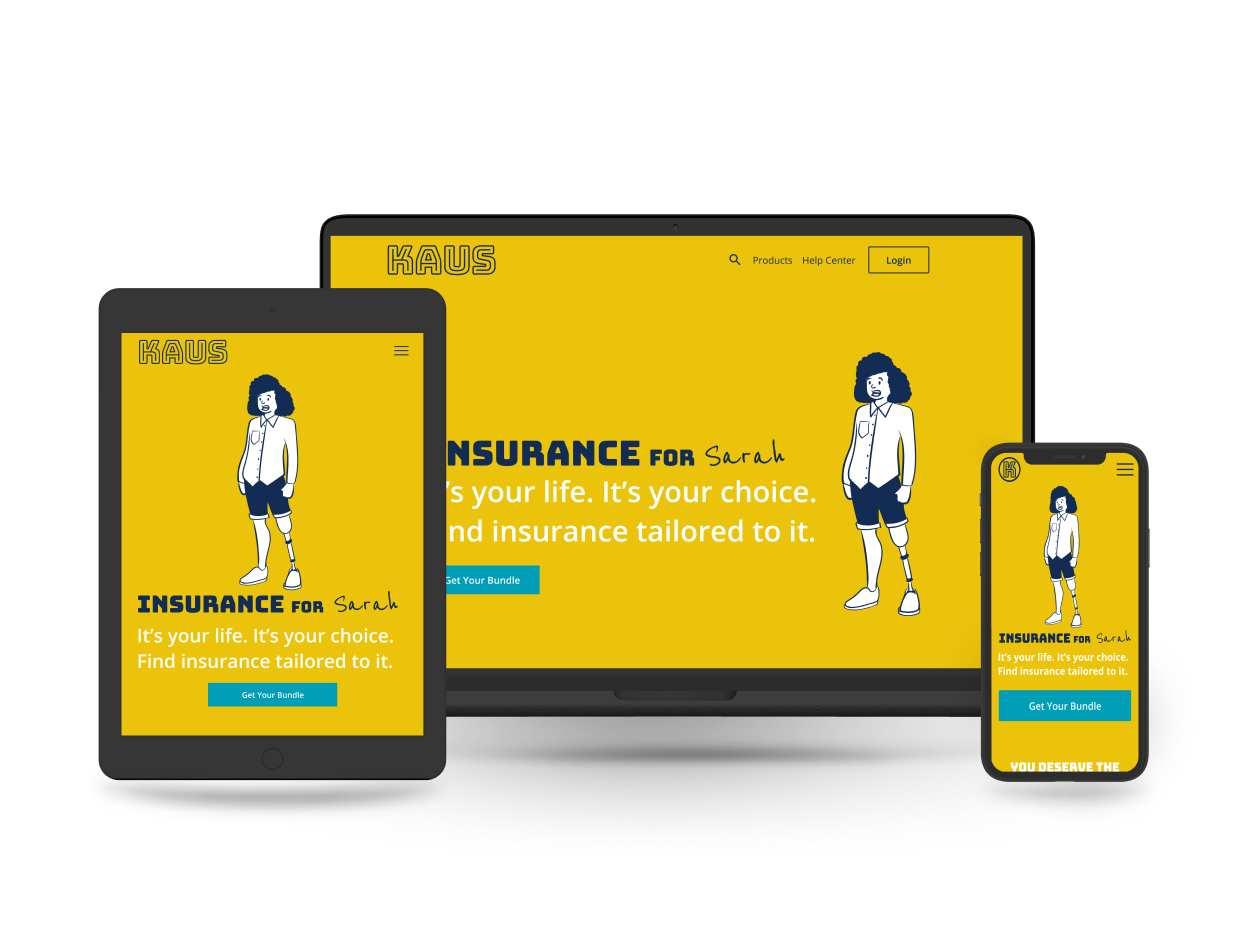 KAUS
Products Help Center Login
NSURANCE FOR Sarah
’s your life. It’s your choice.
nd insurance tailored to it.
Get Your Bundle
KAUS
INSURANCE FOR Sarah
It’s your life. It’s your choice.
Find insurance tailored to it.
Get Your Bundle
K
INSURANCE FOR Sarah
It’s your life. It’s your choice.
Find insurance tailored to it.
Get Your Bundle
YOU DESERVE THE